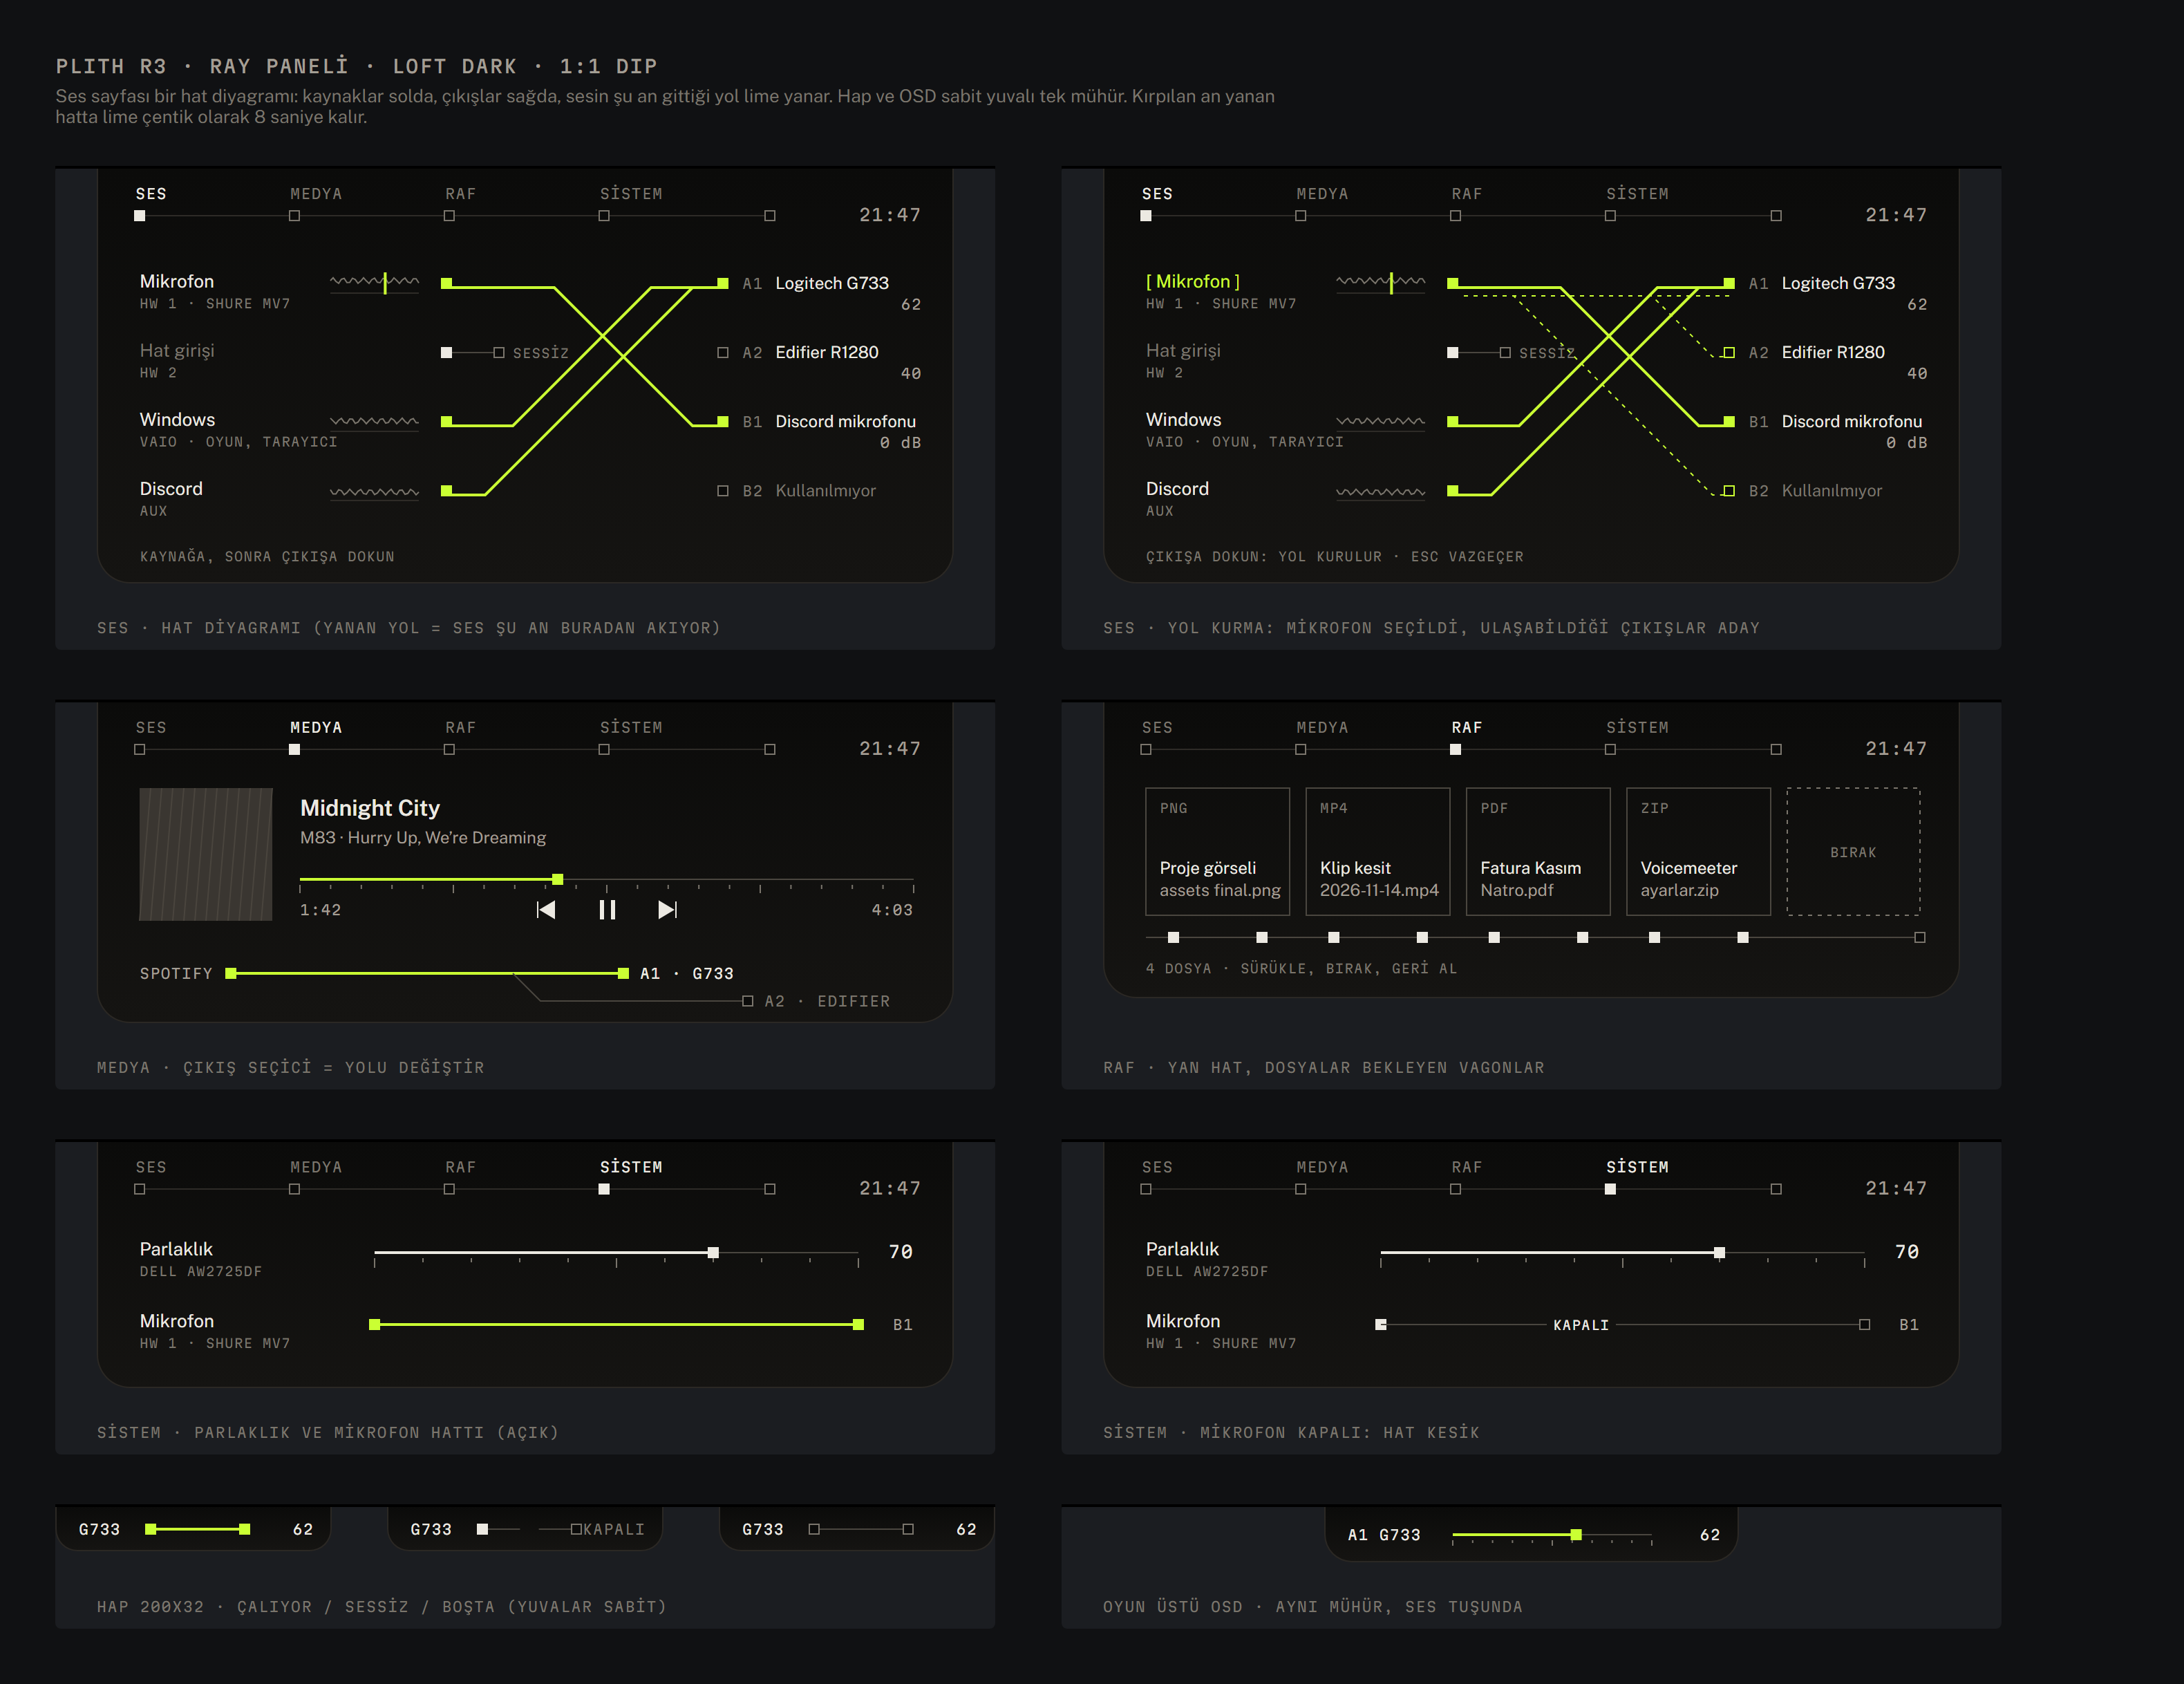 PLITH R3 · RAY PANELİ · LOFT DARK · 1:1 DIP
Ses sayfası bir hat diyagramı: kaynaklar solda, çıkışlar sağda, sesin şu an gittiği yol lime yanar. Hap ve OSD sabit yuvalı tek mühür. Kırpılan an yanan
hatta lime çentik olarak 8 saniye kalır.
SES MEDYA RAF SİSTEM
21:47
Mikrofon A1 Logitech G733
HW 1 · SHURE MV7 62
Hat girişi SESSİZ A2 Edifier R1280
HW 2 40
Windows B1 Discord mikrofonu
VAIO · OYUN, TARAYICI 0 dB
Discord B2 Kullanılmıyor
AUX
KAYNAĞA, SONRA ÇIKIŞA DOKUN
SES · HAT DİYAGRAMI (YANAN YOL = SES ŞU AN BURADAN AKIYOR)
SES MEDYA RAF SİSTEM
21:47
[ Mikrofon ] A1 Logitech G733
HW 1 · SHURE MV7 62
Hat girişi SESSİZ A2 Edifier R1280
HW 2 40
Windows B1 Discord mikrofonu
VAIO · OYUN, TARAYICI 0 dB
Discord B2 Kullanılmıyor
AUX
ÇIKIŞA DOKUN: YOL KURULUR · ESC VAZGEÇER
SES · YOL KURMA: MİKROFON SEÇİLDİ, ULAŞABİLDİĞİ ÇIKIŞLAR ADAY
SES MEDYA RAF SİSTEM
21:47
Midnight City
M83 · Hurry Up, We’re Dreaming
1:42 4:03
SPOTIFY A1 · G733
A2 · EDIFIER
MEDYA · ÇIKIŞ SEÇİCİ = YOLU DEĞİŞTİR
SES MEDYA RAF SİSTEM
21:47
PNG MP4 PDF ZIP
BIRAK
Proje görseli Klip kesit Fatura Kasım Voicemeeter
assets final.png 2026-11-14.mp4 Natro.pdf ayarlar.zip
4 DOSYA · SÜRÜKLE, BIRAK, GERİ AL
RAF · YAN HAT, DOSYALAR BEKLEYEN VAGONLAR
SES MEDYA RAF SİSTEM
21:47
Parlaklık 70
DELL AW2725DF
Mikrofon B1
HW 1 · SHURE MV7
SİSTEM · PARLAKLIK VE MİKROFON HATTI (AÇIK)
SES MEDYA RAF SİSTEM
21:47
Parlaklık 70
DELL AW2725DF
Mikrofon KAPALI B1
HW 1 · SHURE MV7
SİSTEM · MİKROFON KAPALI: HAT KESİK
G733 62
G733 KAPALI
G733 62
HAP 200X32 · ÇALIYOR / SESSİZ / BOŞTA (YUVALAR SABİT)
A1 G733 62
OYUN ÜSTÜ OSD · AYNI MÜHÜR, SES TUŞUNDA